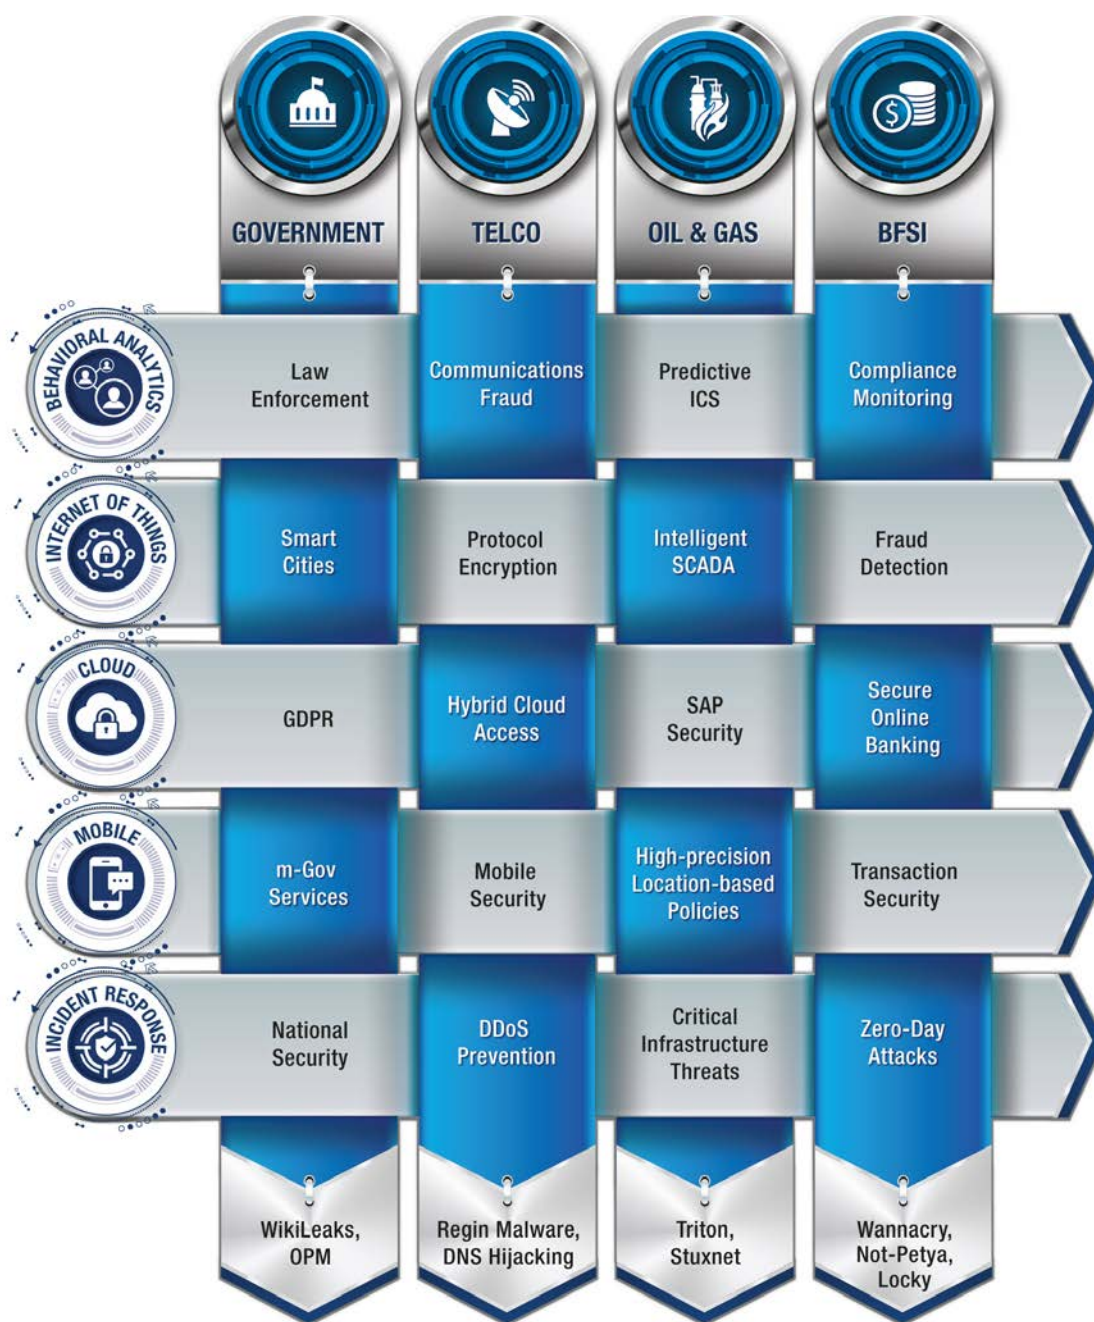 GOVERNMENT
TELCO
OIL & GAS
BFSI
BEHAVIORAL ANALYTICS
Law
Enforcement
Communications
Fraud
Predictive
ICS
Compliance
Monitoring
INTERNET OF THINGS
Smart
Cities
Protocol
Encryption
Intelligent
SCADA
Fraud
Detection
CLOUD
GDPR
Hybrid Cloud
Access
SAP
Security
Secure
Online
Banking
MOBILE
m-Gov
Services
Mobile
Security
High-precision
Location-based
Policies
Transaction
Security
INCIDENT RESPONSE
National
Security
DDoS
Prevention
Critical
Infrastructure
Threats
Zero-Day
Attacks
WikiLeaks,
OPM
Regin Malware,
DNS Hijacking
Triton,
Stuxnet
Wannacry,
Not-Petya,
Locky